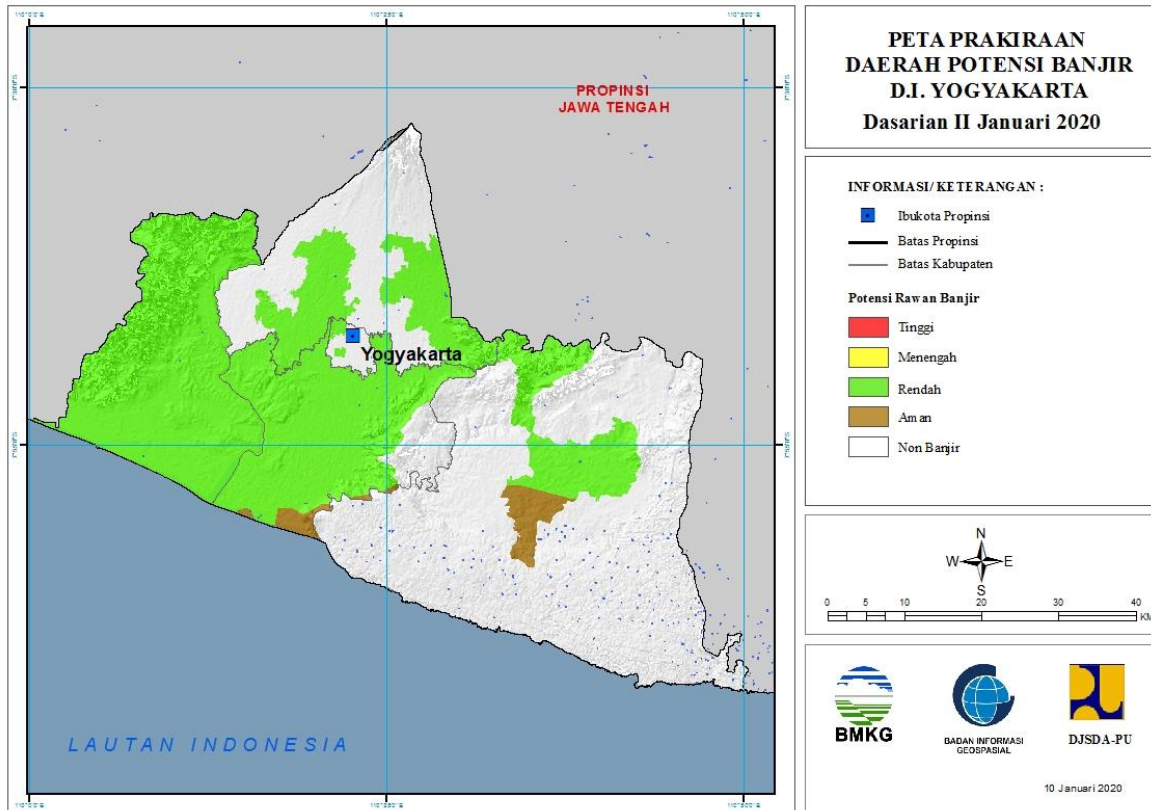 PETA PRAKIRAAN
DAERAH POTENSI BANJIR
D.I. YOGYAKARTA
Dasarian II Januari 2020
PROPINSI
JAWA TENGAH
Yogyakarta
LAUTAN INDONESIA
INFORMASI/ KETERANGAN :
Ibukota Propinsi
Batas Propinsi
Batas Kabupaten
Potensi Rawan Banjir
Tinggi
Menengah
Rendah
Aman
Non Banjir
N
W E
S
0 5 10 20 30 40
KM
BMKG
BADAN INFORMASI
GEOSPASIAL
DJSDA-PU
10 Januari 2020